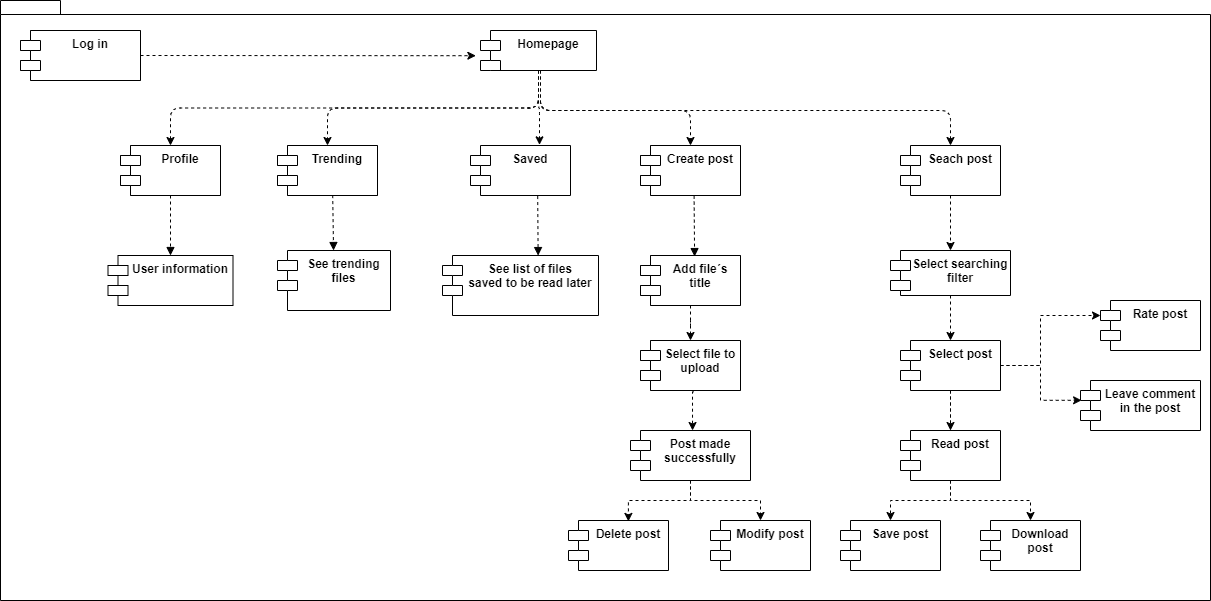 Log in
Homepage
Profile
Trending
Saved
Create post
Seach post
User information
See trending
files
See list of files
saved to be read later
Add file´s
title
Select searching
filter
Rate post
Select file to
upload
Select post
Leave comment
in the post
Post made
successfully
Read post
Delete post
Modify post
Save post
Download
post